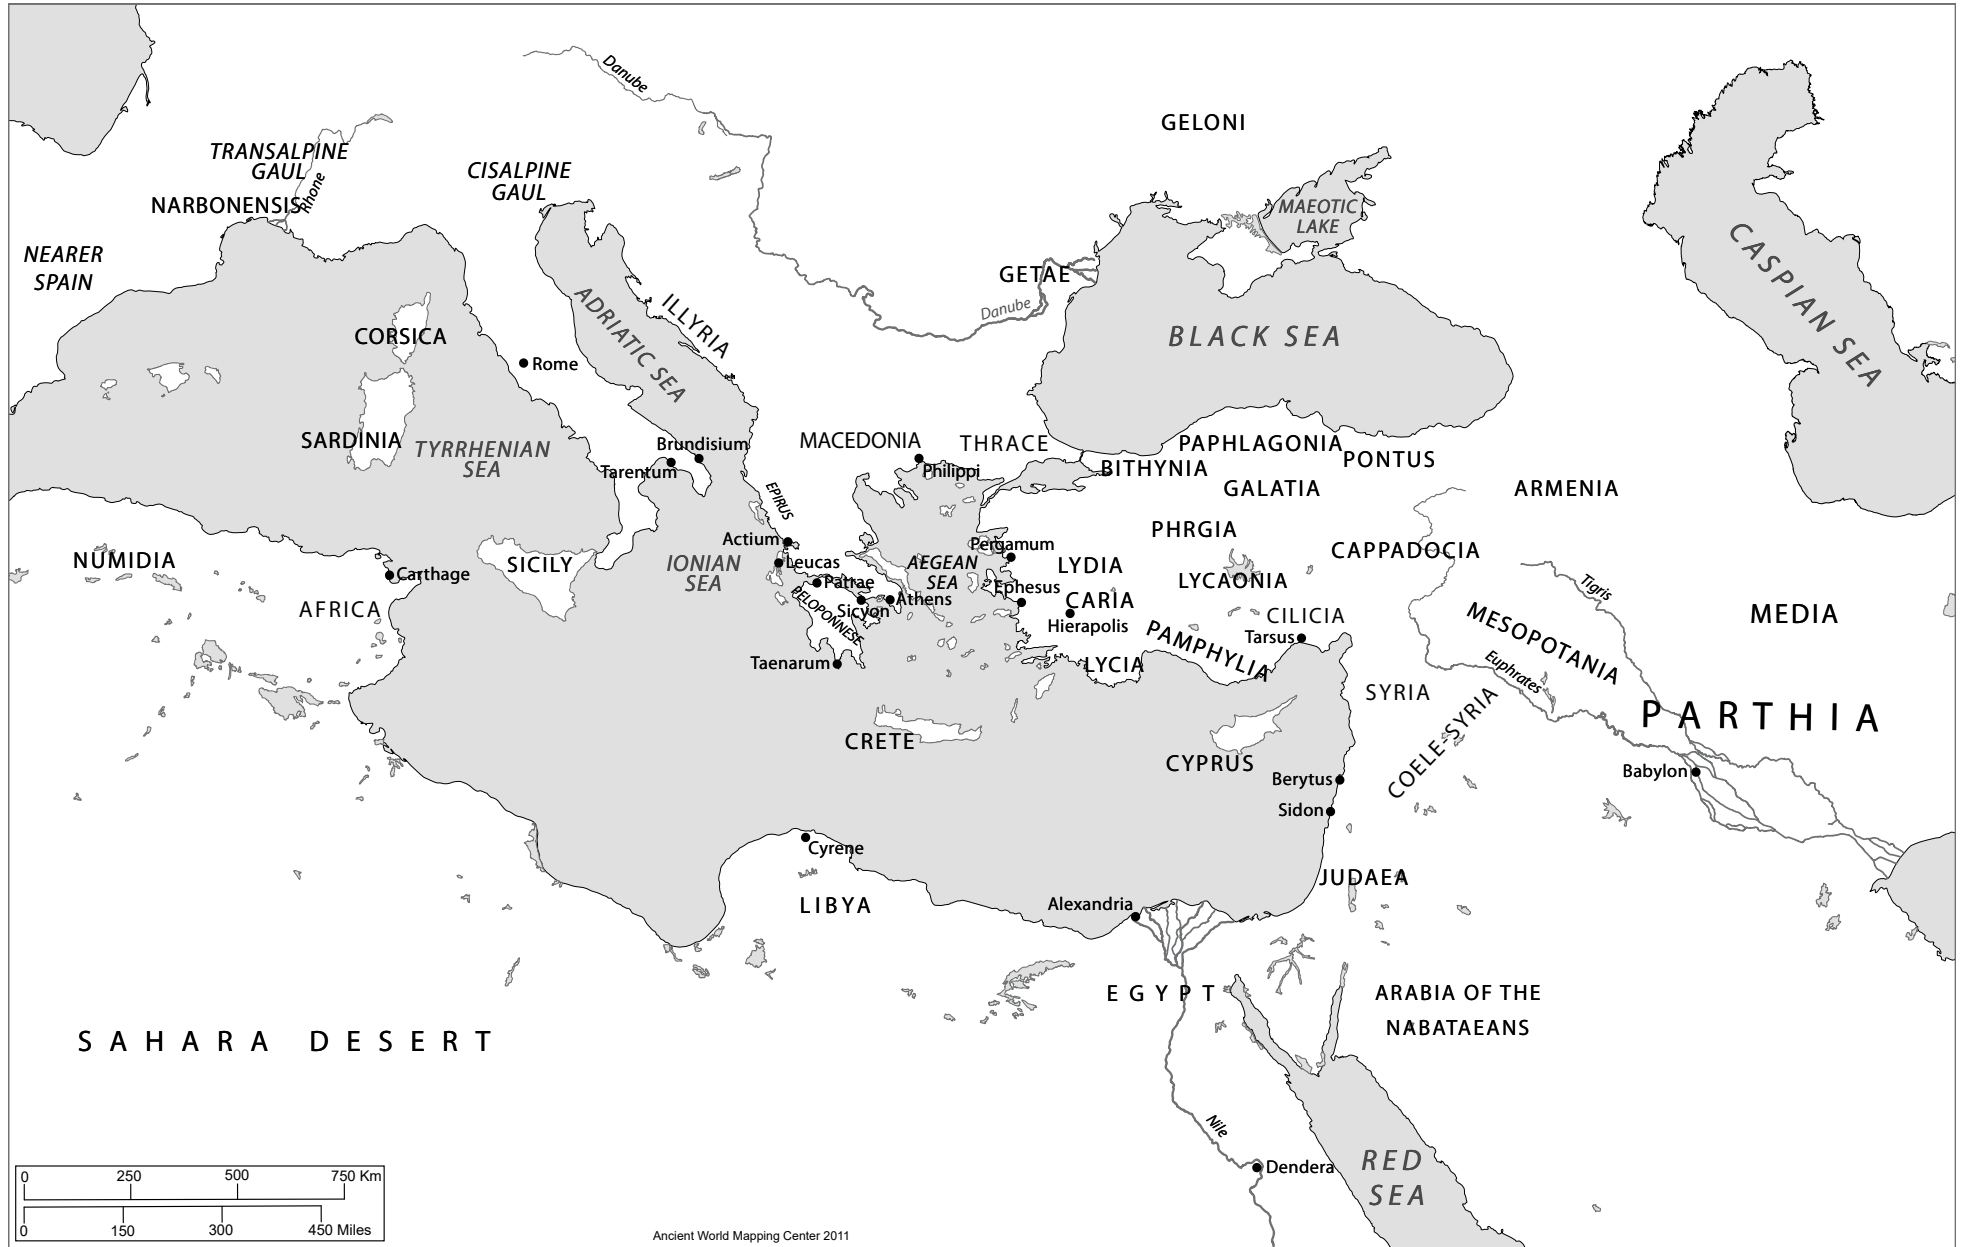 Danube
GELONI
TRANSALPINE
GAUL
Rhone
CISALPINE
GAUL
NARBONENSIS
MAEOTIC
LAKE
NEARER
SPAIN
CASPIAN SEA
GETAE
Danube
ADRIATIC SEA
ILLYRIA
CORSICA
BLACK SEA
Rome
SARDINIA
TYRRHENIAN
SEA
Brundisium
Tarentum
MACEDONIA
THRACE
Philippi
PAPHLAGONIA
BITHYNIA
PONTUS
GALATIA
ARMENIA
EPIRUS
PHRGIA
Actium
Pergamum
CAPPADOCIA
NUMIDIA
SICILY
IONIAN
SEA
Leucas
AEGEAN
SEA
LYDIA
Carthage
Patrae
Ephesus
LYCAONIA
Tigris
AFRICA
PELOPONNESE
Sicyon
Athens
CARIA
Hierapolis
CILICIA
Tarsus
MESOPOTANIA
MEDIA
PAMPHYLIA
Taenarum
LYCIA
Euphrates
SYRIA
PARTHIA
COELE-SYRIA
CRETE
CYPRUS
Berytus
Babylon
Sidon
Cyrene
JUDAEA
LIBYA
Alexandria
EGYPT
ARABIA OF THE
NABATAEANS
SAHARA DESERT
Nile
Dendera
RED
SEA
0 250 500 750 Km
0 150 300 450 Miles
Ancient World Mapping Center 2011